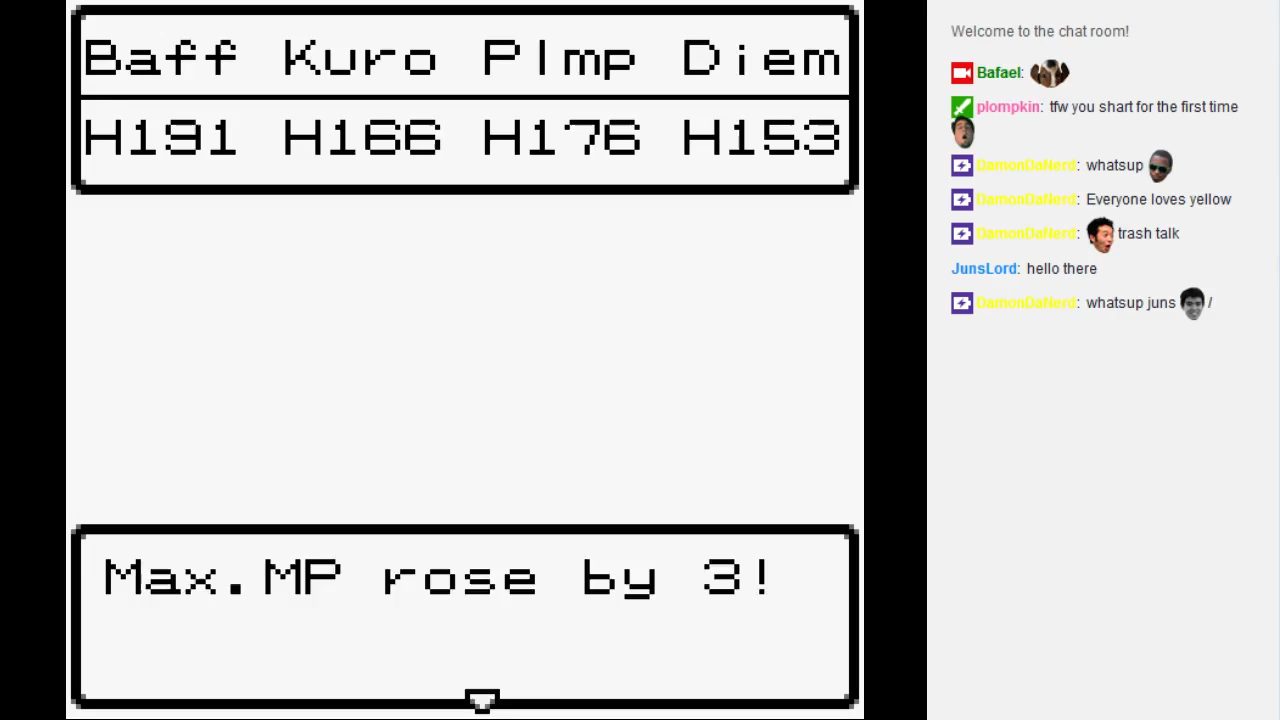 Baff Kuro Plmp Diem
H191 H166 H176 H153
Max.MP rose by 3!
Welcome to the chat room!
Bafael:
plompkin: tfw you shart for the first time
DamonDaNerd: whatsup
DamonDaNerd: Everyone loves yellow
DamonDaNerd: trash talk
JunsLord: hello there
DamonDaNerd: whatsup juns /